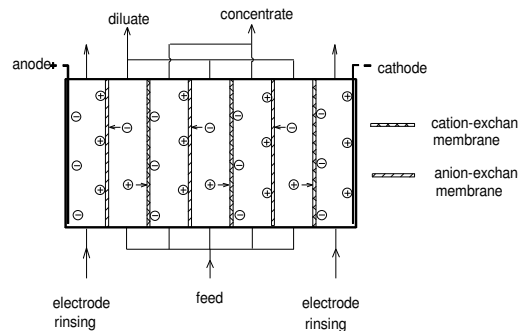 diluate
concentrate
anode
cathode
cation-exchan
membrane
anion-exchan
membrane
electrode
rinsing
feed
electrode
rinsing